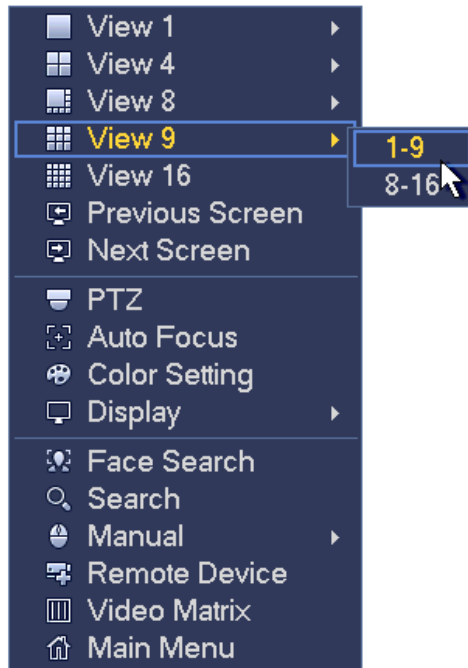 View 1
View 4
View 8
View 9
1-9
View 16
8-16
Previous Screen
Next Screen
PTZ
Auto Focus
Color Setting
Display
Face Search
Search
Manual
Remote Device
Video Matrix
Main Menu